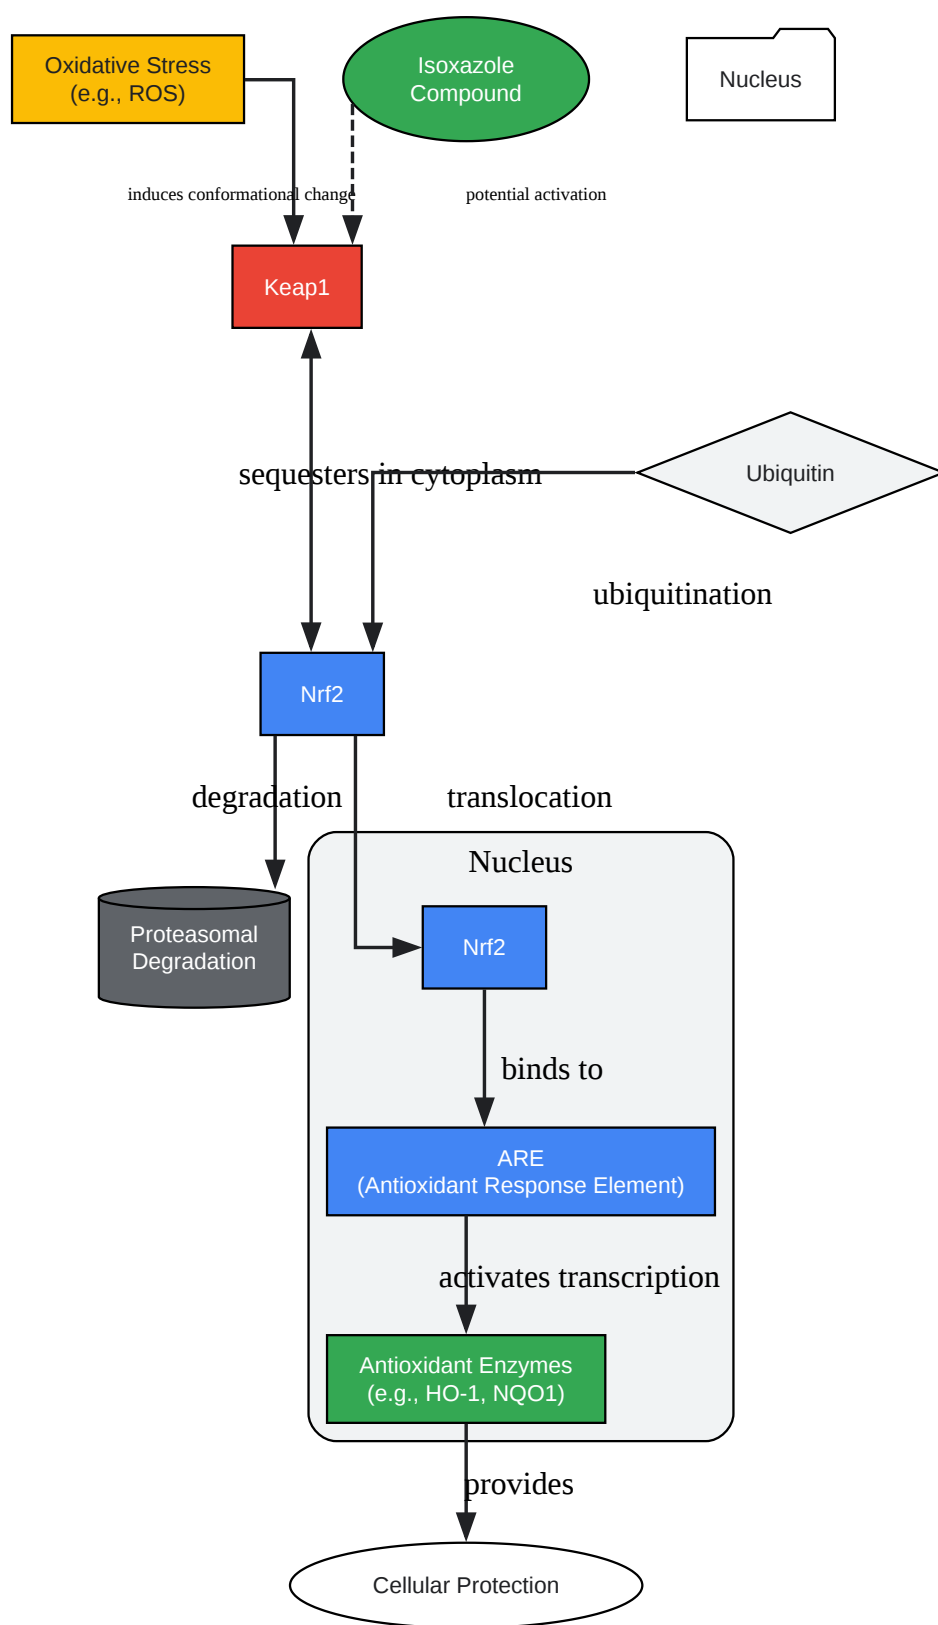 Oxidative Stress
(e.g., ROS)
Isoxazole
Compound
Nucleus
induces conformational change
potential activation
Keap1
sequesters in cytoplasm
Ubiquitin
ubiquitination
Nrf2
degradation
translocation
Nucleus
Proteasomal
Degradation
Nrf2
binds to
ARE
(Antioxidant Response Element)
activates transcription
Antioxidant Enzymes
(e.g., HO-1, NQO1)
provides
Cellular Protection